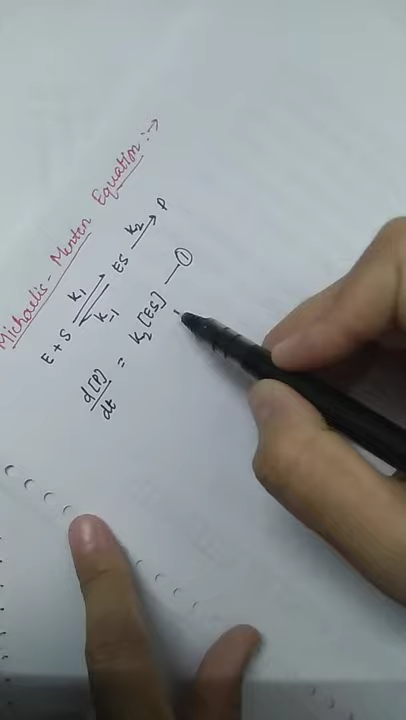 Michaelis - Menten Equation :→
E + S ⇌ ES → P
K₁ K₋₁ K₂
d[P]/dt = K₂ [ES] — ①